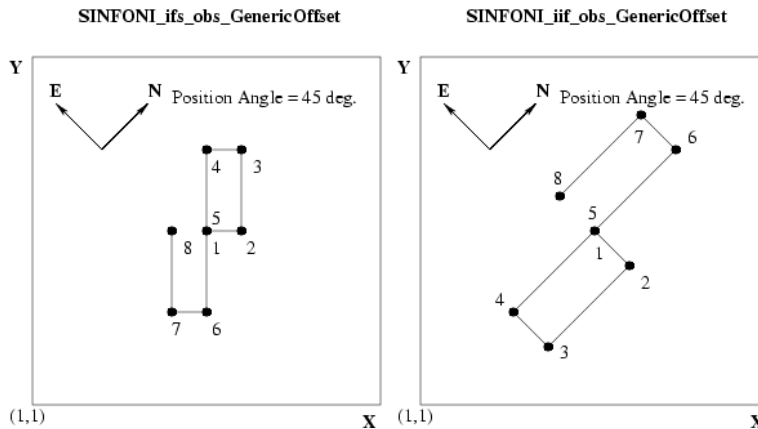 SINFONI_ifs_obs_GenericOffset
Y
E
N
Position Angle = 45 deg.
4
3
5
8
1
2
7
6
(1,1)
X
SINFONI_iif_obs_GenericOffset
Y
E
N
Position Angle = 45 deg.
7
6
8
5
1
2
4
3
(1,1)
X